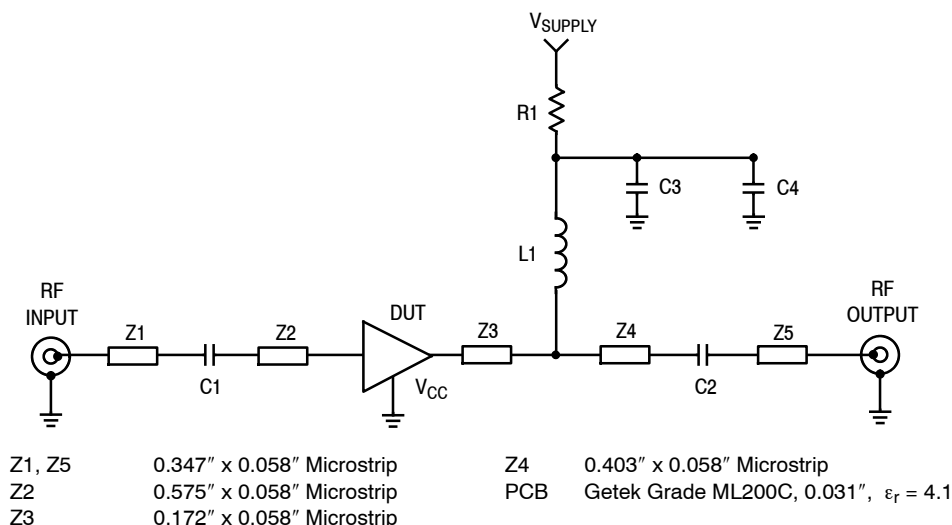 VSUPPLY
R1
C3
C4
L1
RF
INPUT
DUT
RF
OUTPUT
Z1
Z2
Z3
Z4
Z5
C1
VCC
C2
Z1, Z5 0.347″ x 0.058″ Microstrip
Z2 0.575″ x 0.058″ Microstrip
Z3 0.172″ x 0.058″ Microstrip
Z4 0.403″ x 0.058″ Microstrip
PCB Getek Grade ML200C, 0.031″, εr = 4.1